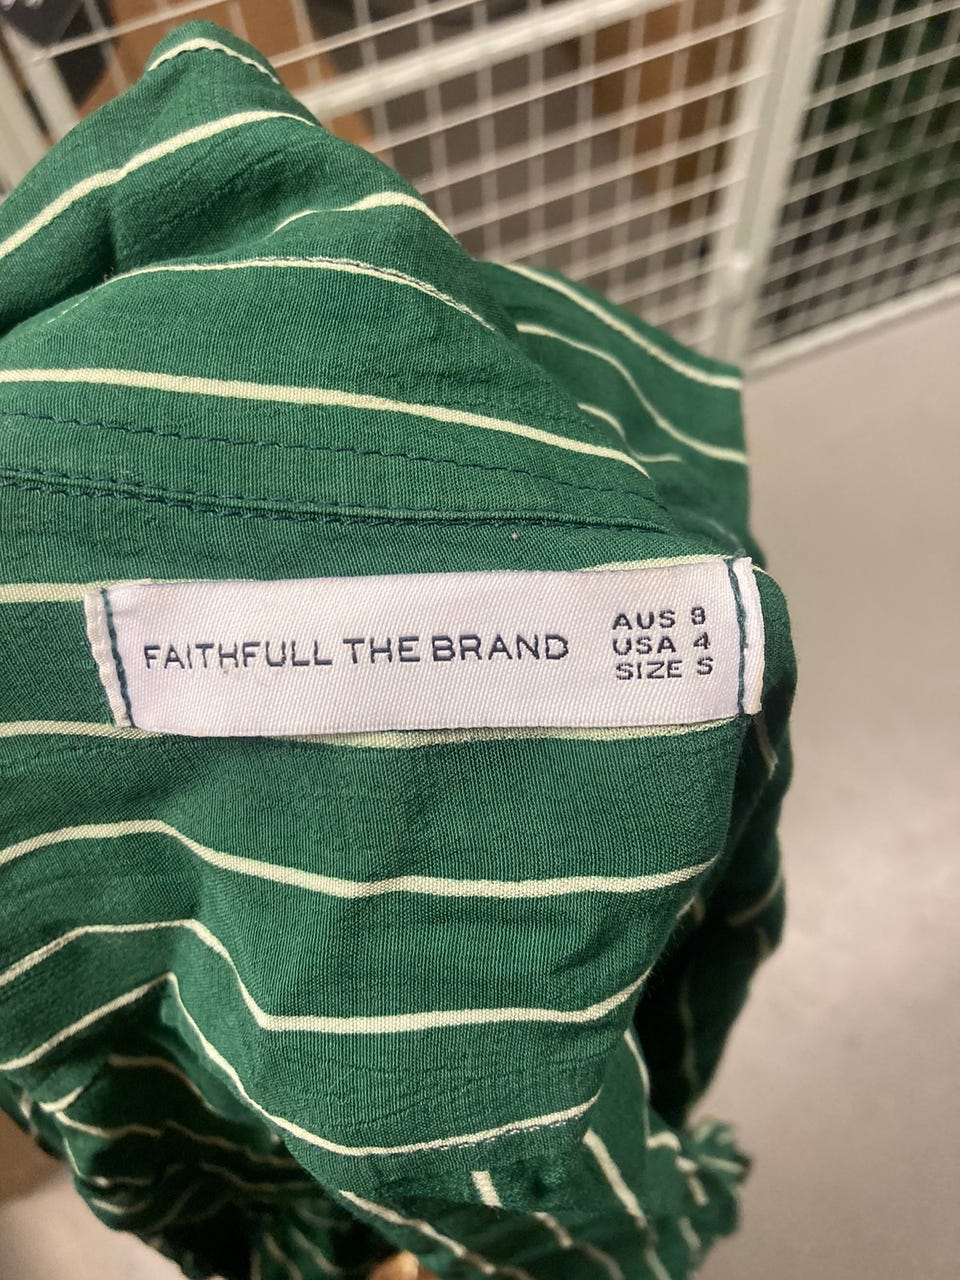 FAITHFULL THE BRAND
AUS 8
USA 4
SIZE S